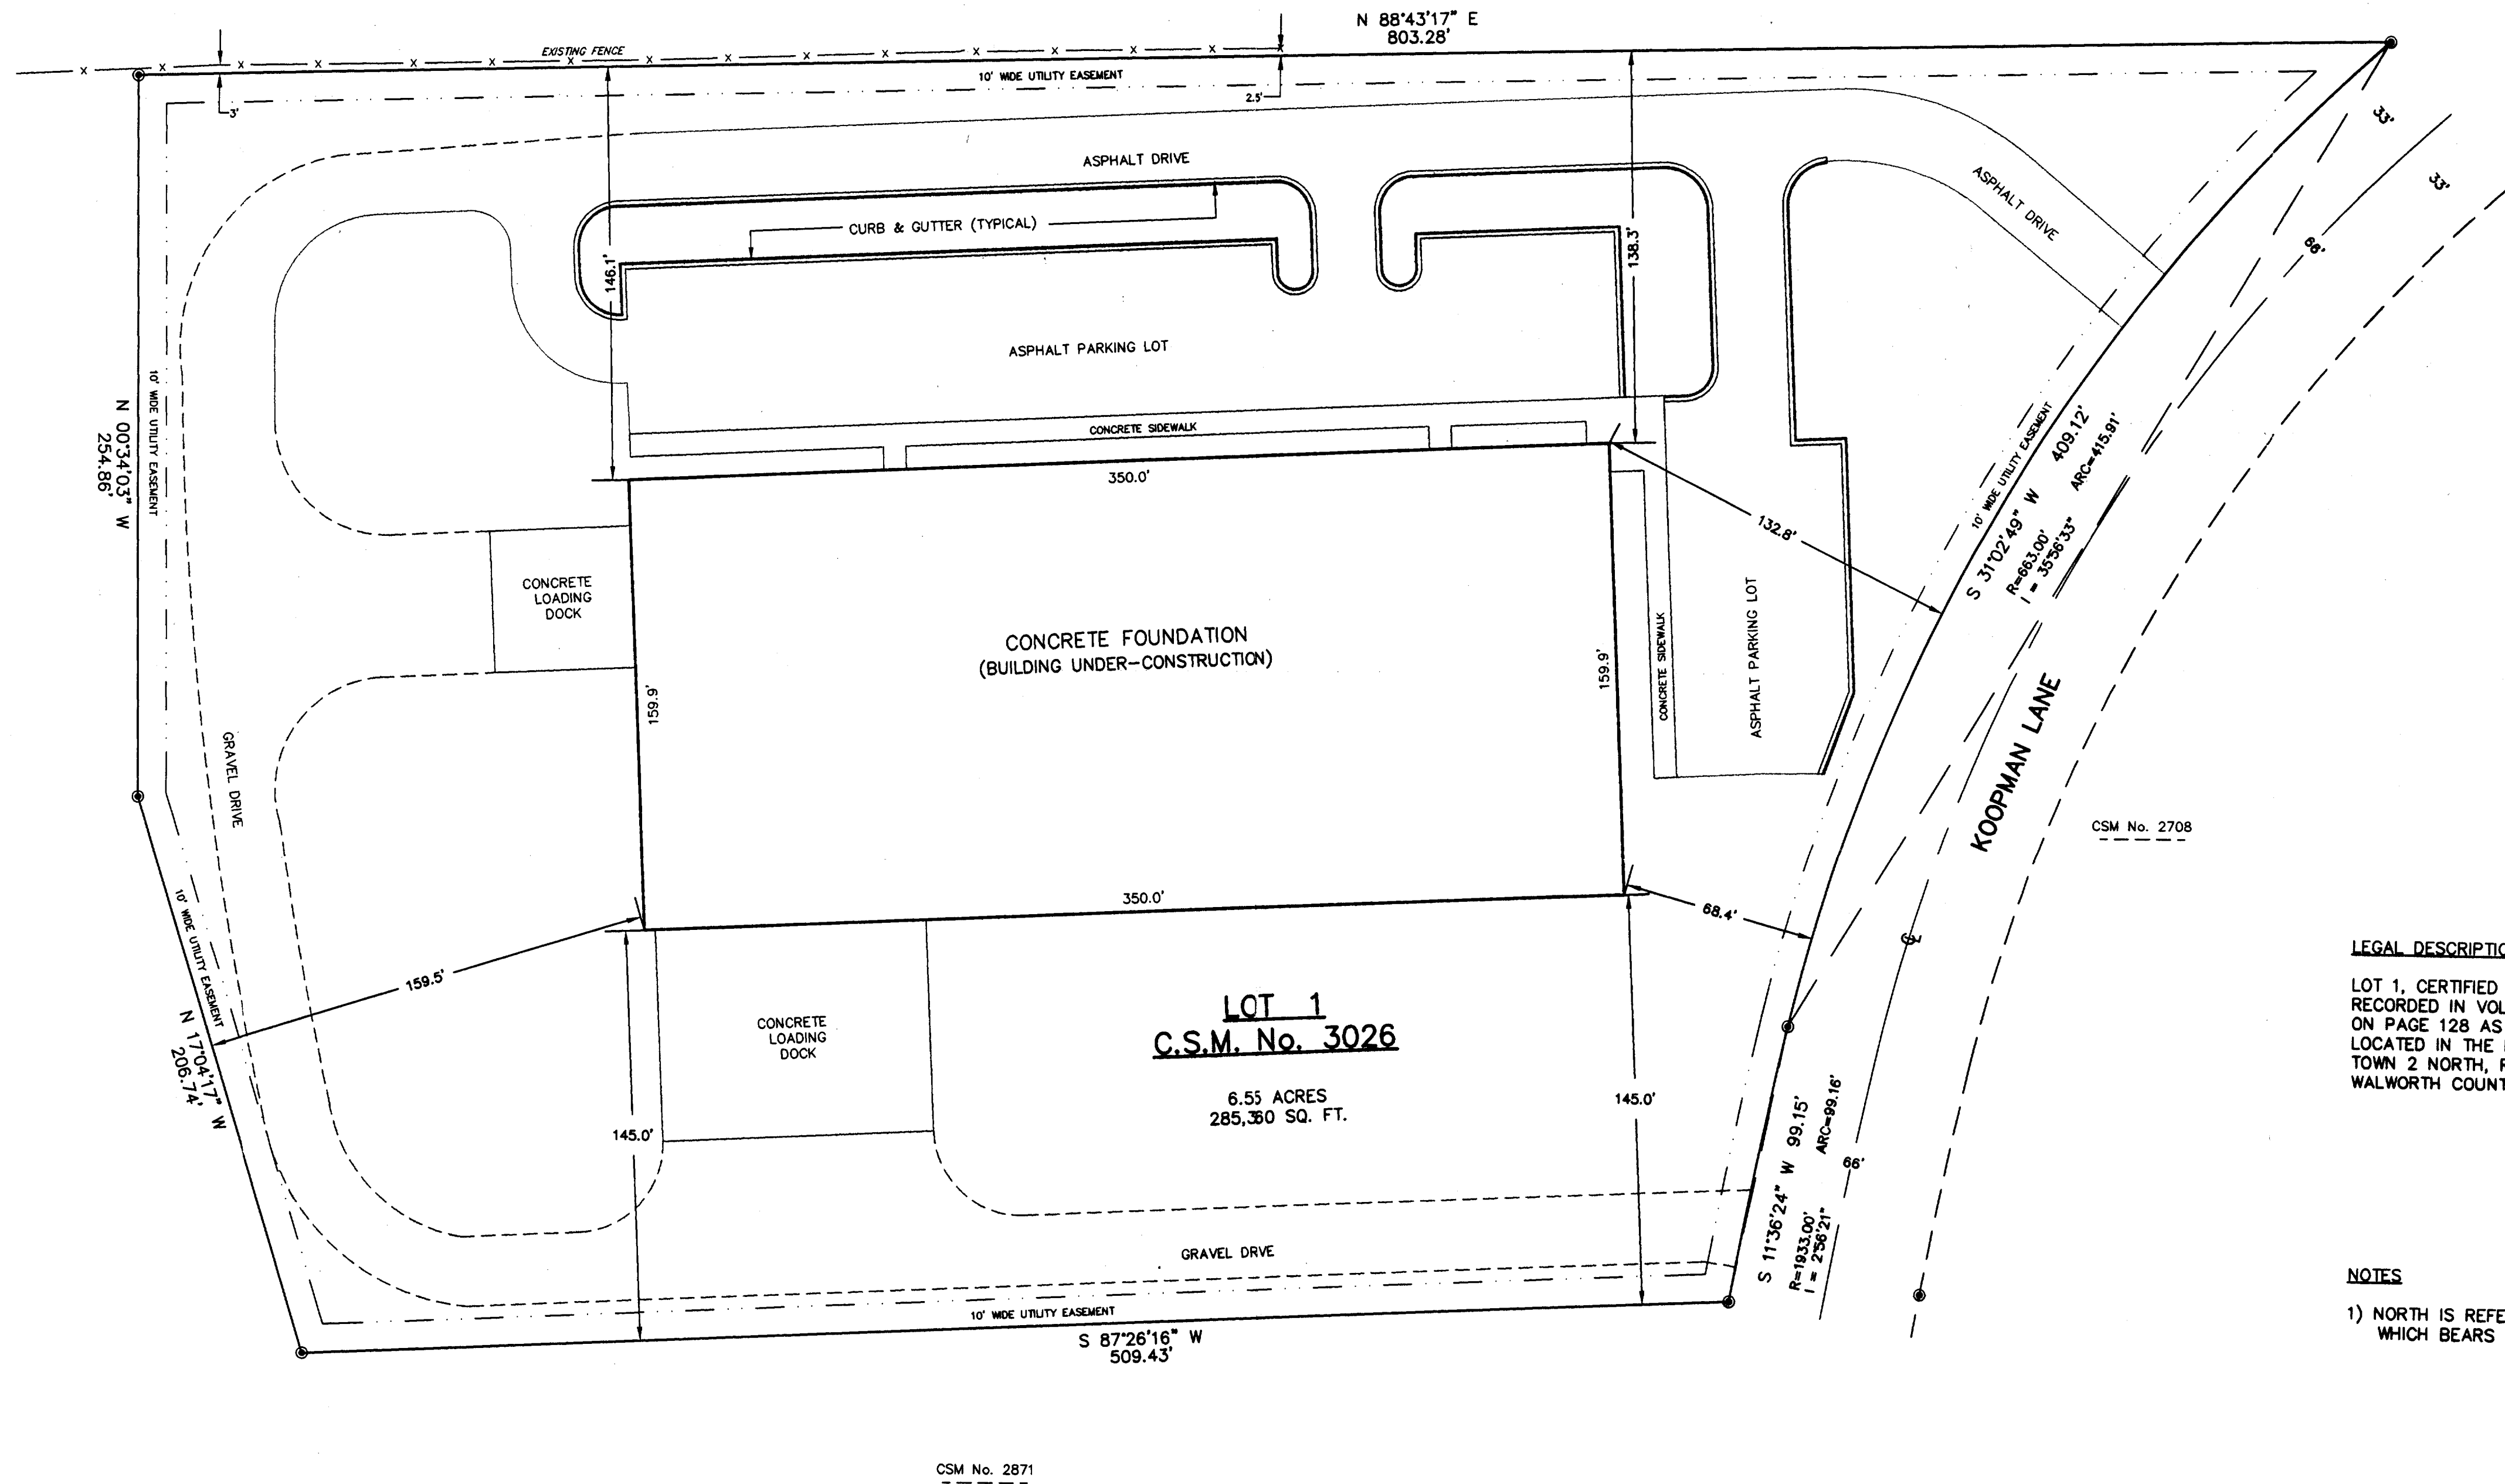 N 88°43'17" E
803.28'
EXISTING FENCE
10' WIDE UTILITY EASEMENT
3'
2.5'
33'
33'
66'
ASPHALT DRIVE
ASPHALT DRIVE
CURB & GUTTER (TYPICAL)
146.1'
138.3'
ASPHALT PARKING LOT
CONCRETE SIDEWALK
350.0'
N 00°34'03" W
254.86'
10' WIDE UTILITY EASEMENT
CONCRETE
LOADING
DOCK
CONCRETE FOUNDATION
(BUILDING UNDER-CONSTRUCTION)
159.9'
159.9'
CONCRETE SIDEWALK
ASPHALT PARKING LOT
132.8'
10' WIDE UTILITY EASEMENT
S 31°02'49" W 409.12'
R=663.00' ARC=415.91'
I = 35°56'33"
KOOPMAN LANE
CSM No. 2708
GRAVEL DRIVE
350.0'
68.4'
10' WIDE UTILITY EASEMENT
N 17°04'17" W
206.74'
159.5'
CONCRETE
LOADING
DOCK
LOT 1
C.S.M. No. 3026
6.55 ACRES
285,360 SQ. FT.
145.0'
145.0'
S 11°36'24" W 99.15'
R=1933.00' ARC=99.16'
I = 2°56'21"
66'
GRAVEL DRVE
10' WIDE UTILITY EASEMENT
S 87°26'16" W
509.43'
CSM No. 2871
LEGAL DESCRIPTIO
LOT 1, CERTIFIED
RECORDED IN VOL
ON PAGE 128 AS
LOCATED IN THE
TOWN 2 NORTH, R
WALWORTH COUNT
NOTES
1) NORTH IS REFE
WHICH BEARS